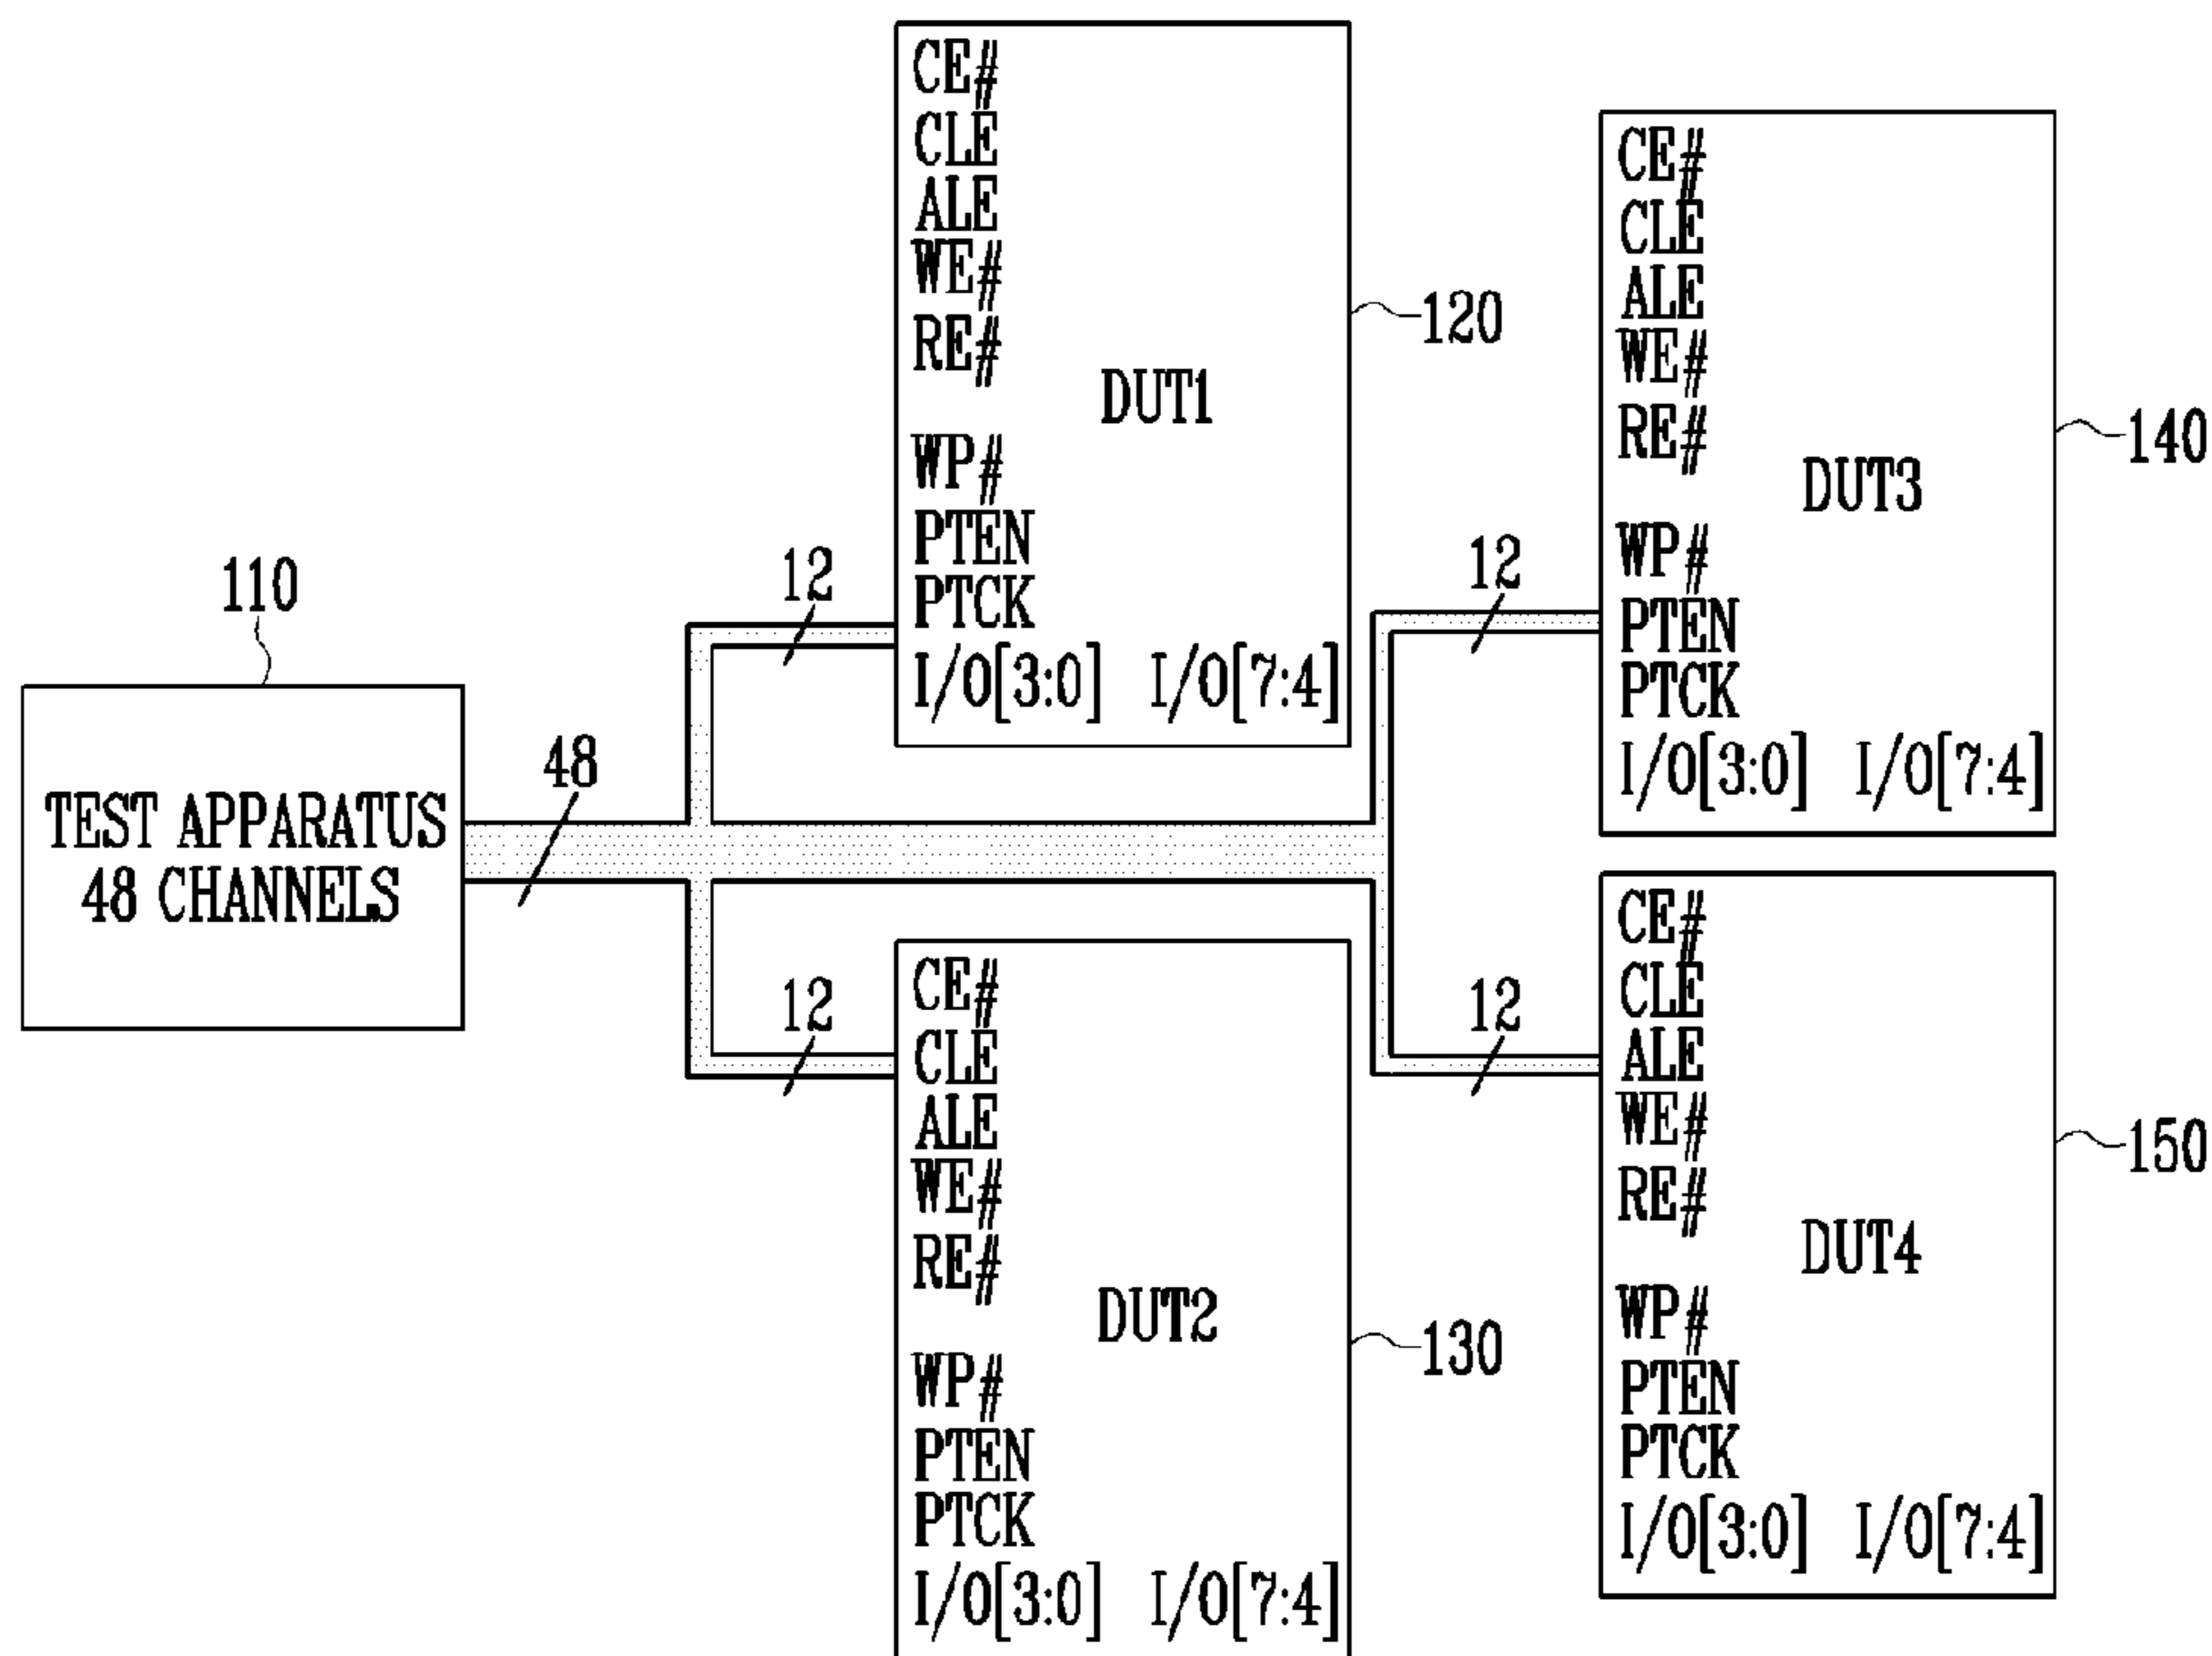 110
TEST APPARATUS
48 CHANNELS
48
12
CE#
CLE
ALE
WE#
RE#
DUT1
WP#
PTEN
PTCK
I/O[3:0] I/O[7:4]
120
12
CE#
CLE
ALE
WE#
RE#
DUT2
WP#
PTEN
PTCK
I/O[3:0] I/O[7:4]
130
12
CE#
CLE
ALE
WE#
RE#
DUT3
WP#
PTEN
PTCK
I/O[3:0] I/O[7:4]
140
12
CE#
CLE
ALE
WE#
RE#
DUT4
WP#
PTEN
PTCK
I/O[3:0] I/O[7:4]
150